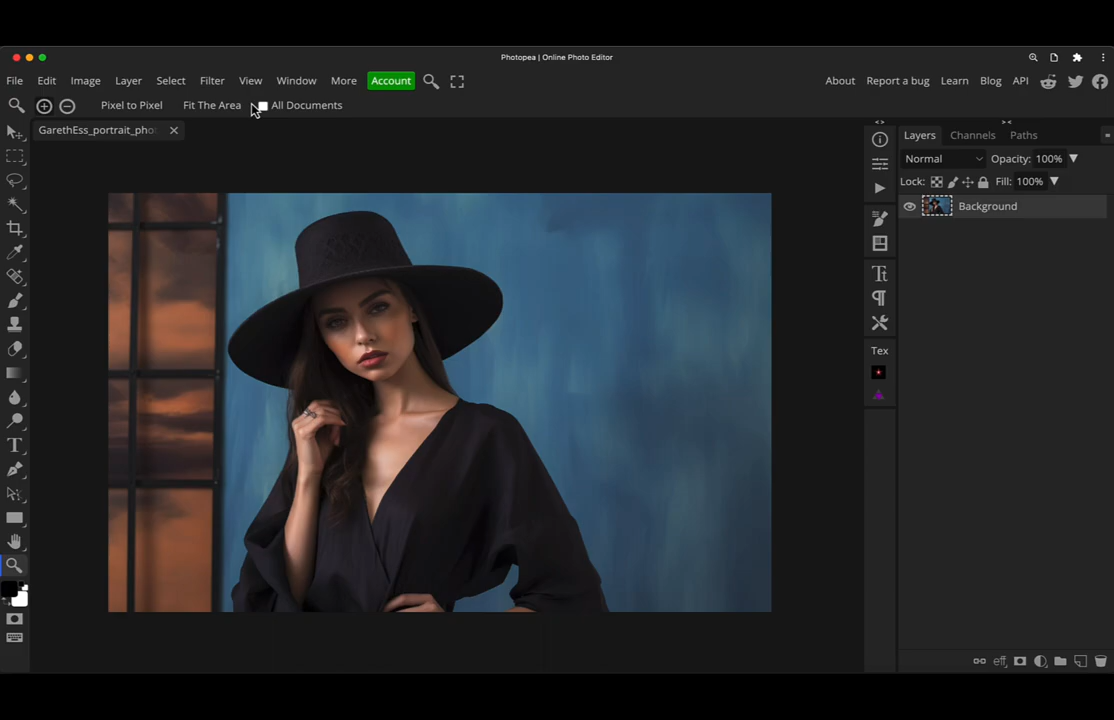 Photopea | Online Photo Editor
File Edit Image Layer Select Filter View Window More Account About Report a bug Learn Blog API
Pixel to Pixel Fit The Area All Documents
GarethEss_portrait_pho
Layers Channels Paths
Normal Opacity: 100%
Lock: Fill: 100%
Background
Tex
eff